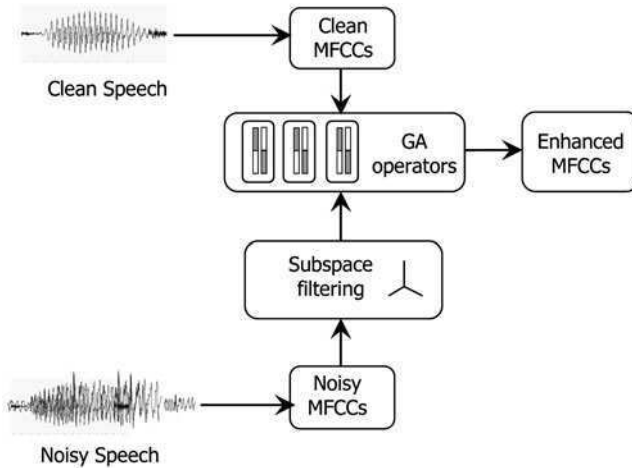 Clean
MFCCs
Clean Speech
GA
operators
Enhanced
MFCCs
Subspace
filtering
Noisy
MFCCs
Noisy Speech